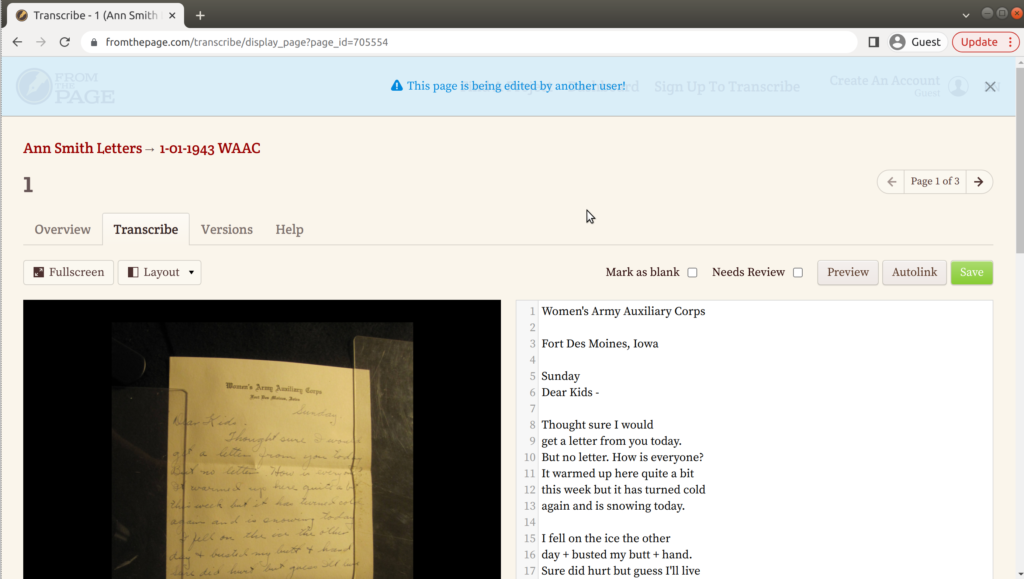 Transcribe - 1 (Ann Smith
fromthepage.com/transcribe/display_page?page_id=705554
Guest
Update
FROM
THE
PAGE
This page is being edited by another user!
Sign Up To Transcribe
Create An Account
Guest
Ann Smith Letters → 1-01-1943 WAAC
1
Page 1 of 3
Overview
Transcribe
Versions
Help
Fullscreen
Layout
Mark as blank
Needs Review
Preview
Autolink
Save
Women's Army Auxiliary Corps
Fort Des Moines, Iowa
Sunday
Dear Kids.
Thought sure I would
get a letter from you today.
But no letter. How is everyone?
It warmed up here quite a bit
this week but it has turned cold
again and is snowing today.
I fell on the ice the other
day + busted my butt + hand.
Sure did hurt but guess I'll
1 Women's Army Auxiliary Corps
2
3 Fort Des Moines, Iowa
4
5 Sunday
6 Dear Kids -
7
8 Thought sure I would
9 get a letter from you today.
10 But no letter. How is everyone?
11 It warmed up here quite a bit
12 this week but it has turned cold
13 again and is snowing today.
14
15 I fell on the ice the other
16 day + busted my butt + hand.
17 Sure did hurt but guess I'll live